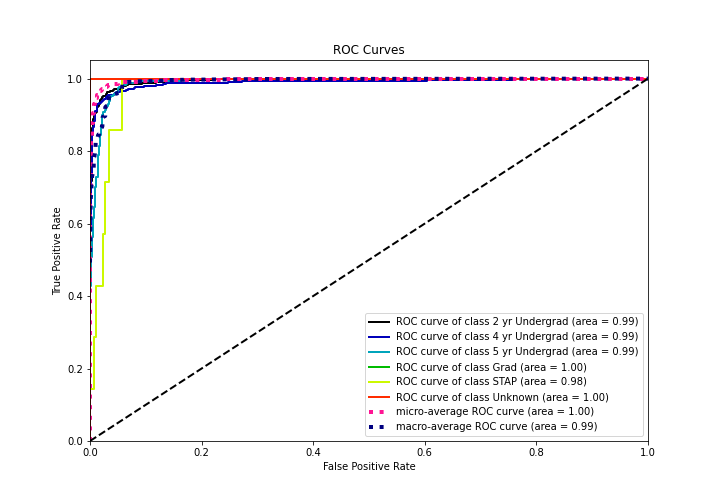 ROC Curves
1.0
0.8
0.6
0.4
0.2
0.0
True Positive Rate
ROC curve of class 2 yr Undergrad (area = 0.99)
ROC curve of class 4 yr Undergrad (area = 0.99)
ROC curve of class 5 yr Undergrad (area = 0.99)
ROC curve of class Grad (area = 1.00)
ROC curve of class STAP (area = 0.98)
ROC curve of class Unknown (area = 1.00)
micro-average ROC curve (area = 1.00)
macro-average ROC curve (area = 0.99)
0.0 0.2 0.4 0.6 0.8 1.0
False Positive Rate